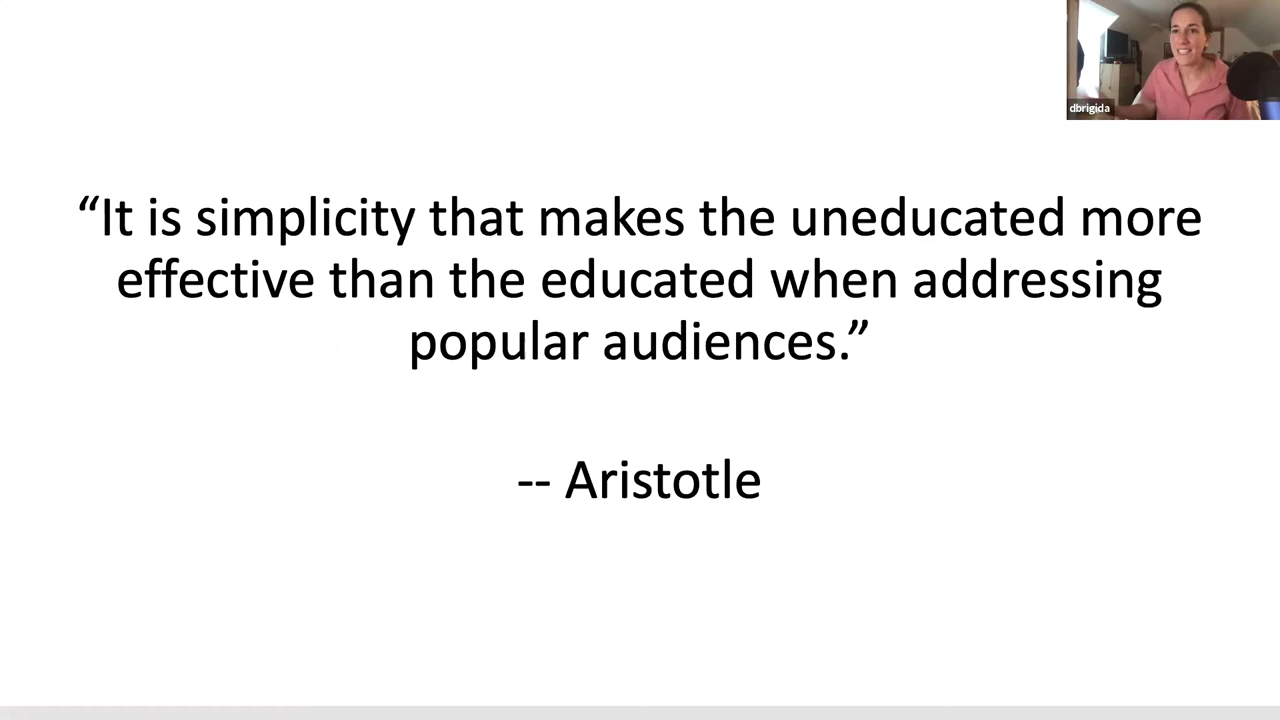 dbrigida
“It is simplicity that makes the uneducated more
effective than the educated when addressing
popular audiences.”
-- Aristotle